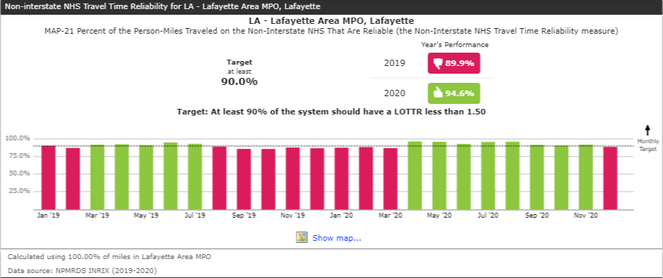 Non-interstate NHS Travel Time Reliability for LA - Lafayette Area MPO, Lafayette
LA - Lafayette Area MPO, Lafayette
MAP-21 Percent of the Person-Miles Traveled on the Non-Interstate NHS That Are Reliable (the Non-Interstate NHS Travel Time Reliability measure)
Year's Performance
Target
at least
90.0%
2019 89.9%
2020 94.6%
Target: At least 90% of the system should have a LOTTR less than 1.50
100.0%
75.0%
50.0%
25.0%
Monthly
Target
Jan '19 Mar '19 May '19 Jul '19 Sep '19 Nov '19 Jan '20 Mar '20 May '20 Jul '20 Sep '20 Nov '20
Show map...
Calculated using 100.00% of miles in Lafayette Area MPO
Data source: NPMRDS INRIX (2019-2020)